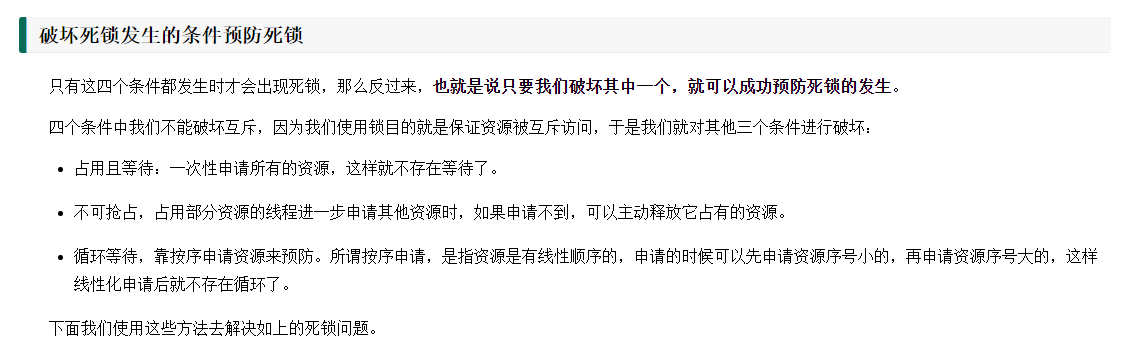 破坏死锁发生的条件预防死锁
只有这四个条件都发生时才会出现死锁，那么反过来，也就是说只要我们破坏其中一个，就可以成功预防死锁的发生。
四个条件中我们不能破坏互斥，因为我们使用锁目的就是保证资源被互斥访问，于是我们就对其他三个条件进行破坏：
• 占用且等待：一次性申请所有的资源，这样就不存在等待了。
• 不可抢占，占用部分资源的线程进一步申请其他资源时，如果申请不到，可以主动释放它占有的资源。
• 循环等待，靠按序申请资源来预防。所谓按序申请，是指资源是有线性顺序的，申请的时候可以先申请资源序号小的，再申请资源序号大的，这样
线性化申请后就不存在循环了。
下面我们使用这些方法去解决如上的死锁问题。